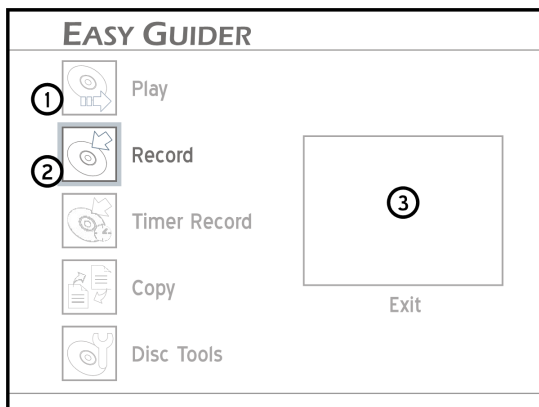 EASY GUIDER
1
Play
2
Record
3
Timer Record
Copy
Exit
Disc Tools